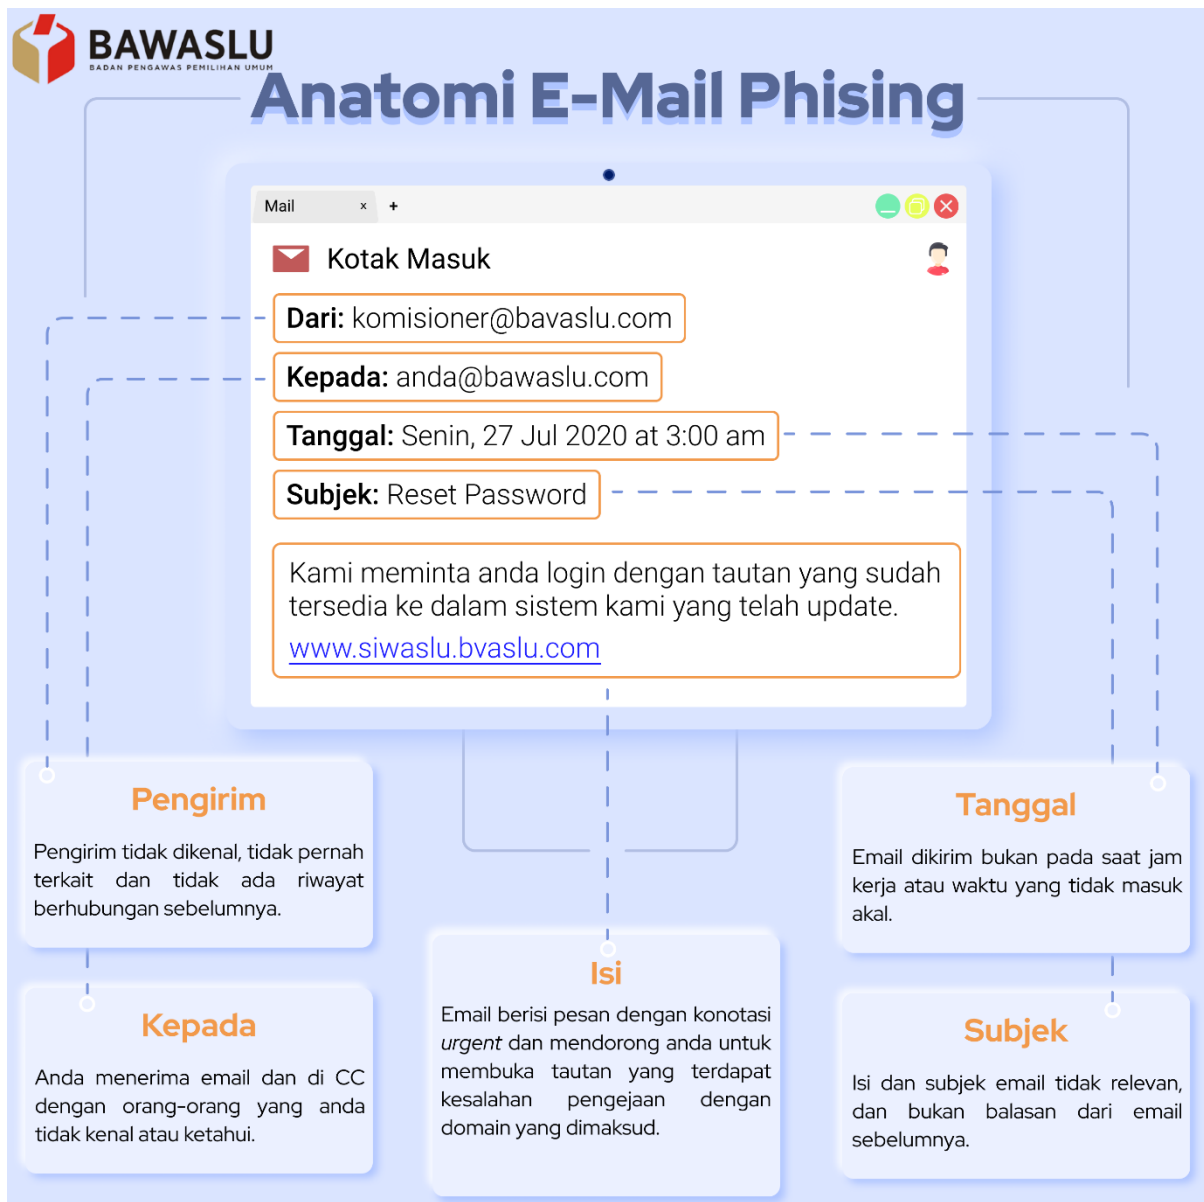 BAWASLU
BADAN PENGAWAS PEMILIHAN UMUM
Anatomi E-Mail Phising
Mail x +
Kotak Masuk
Dari: komisioner@bavaslu.com
Kepada: anda@bawaslu.com
Tanggal: Senin, 27 Jul 2020 at 3:00 am
Subjek: Reset Password
Kami meminta anda login dengan tautan yang sudah
tersedia ke dalam sistem kami yang telah update.
www.siwaslu.bvaslu.com
Pengirim
Pengirim tidak dikenal, tidak pernah
terkait dan tidak ada riwayat
berhubungan sebelumnya.
Kepada
Anda menerima email dan di CC
dengan orang-orang yang anda
tidak kenal atau ketahui.
Isi
Email berisi pesan dengan konotasi
urgent dan mendorong anda untuk
membuka tautan yang terdapat
kesalahan pengejaan dengan
domain yang dimaksud.
Tanggal
Email dikirim bukan pada saat jam
kerja atau waktu yang tidak masuk
akal.
Subjek
Isi dan subjek email tidak relevan,
dan bukan balasan dari email
sebelumnya.